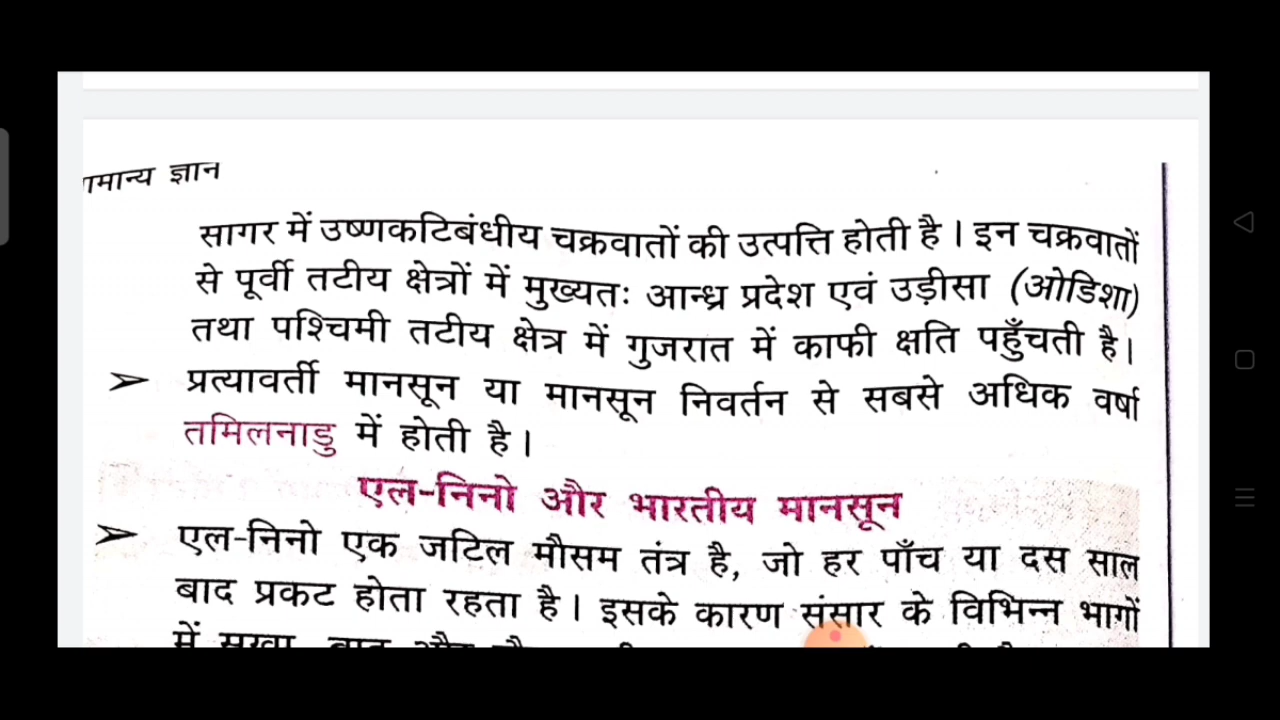 ामान्य ज्ञान
सागर में उष्णकटिबंधीय चक्रवातों की उत्पत्ति होती है। इन चक्रवातों
से पूर्वी तटीय क्षेत्रों में मुख्यतः आन्ध्र प्रदेश एवं उड़ीसा (ओडिशा)
तथा पश्चिमी तटीय क्षेत्र में गुजरात में काफी क्षति पहुँचती है।
➢ प्रत्यावर्ती मानसून या मानसून निवर्तन से सबसे अधिक वर्षा
तमिलनाडु में होती है।
एल-निनो और भारतीय मानसून
➢ एल-निनो एक जटिल मौसम तंत्र है, जो हर पाँच या दस साल
बाद प्रकट होता रहता है। इसके कारण संसार के विभिन्न भागों
में सूखा, बाढ़ और